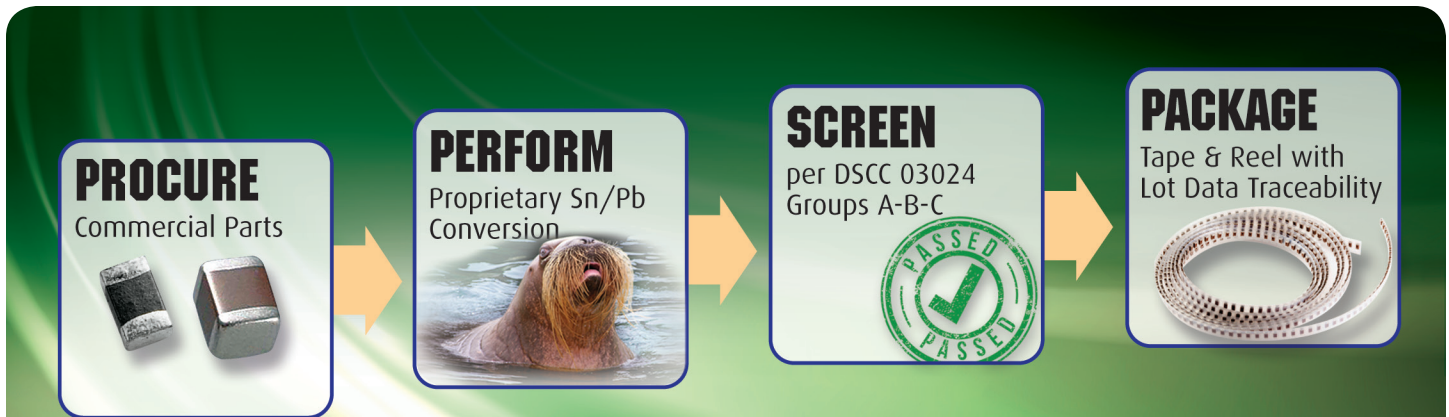 PROCURE
Commercial Parts
PERFORM
Proprietary Sn/Pb
Conversion
SCREEN
per DSCC 03024
Groups A-B-C
PASSED
PASSED
PACKAGE
Tape & Reel with
Lot Data Traceability